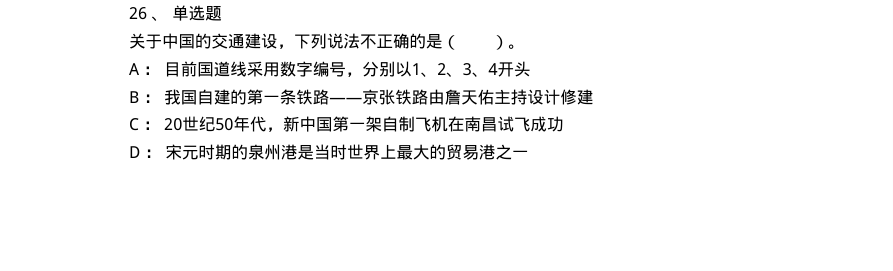 26 、 单选题
关于中国的交通建设，下列说法不正确的是（　　）。
A ： 目前国道线采用数字编号，分别以1、2、3、4开头
B ： 我国自建的第一条铁路——京张铁路由詹天佑主持设计修建
C ： 20世纪50年代，新中国第一架自制飞机在南昌试飞成功
D ： 宋元时期的泉州港是当时世界上最大的贸易港之一